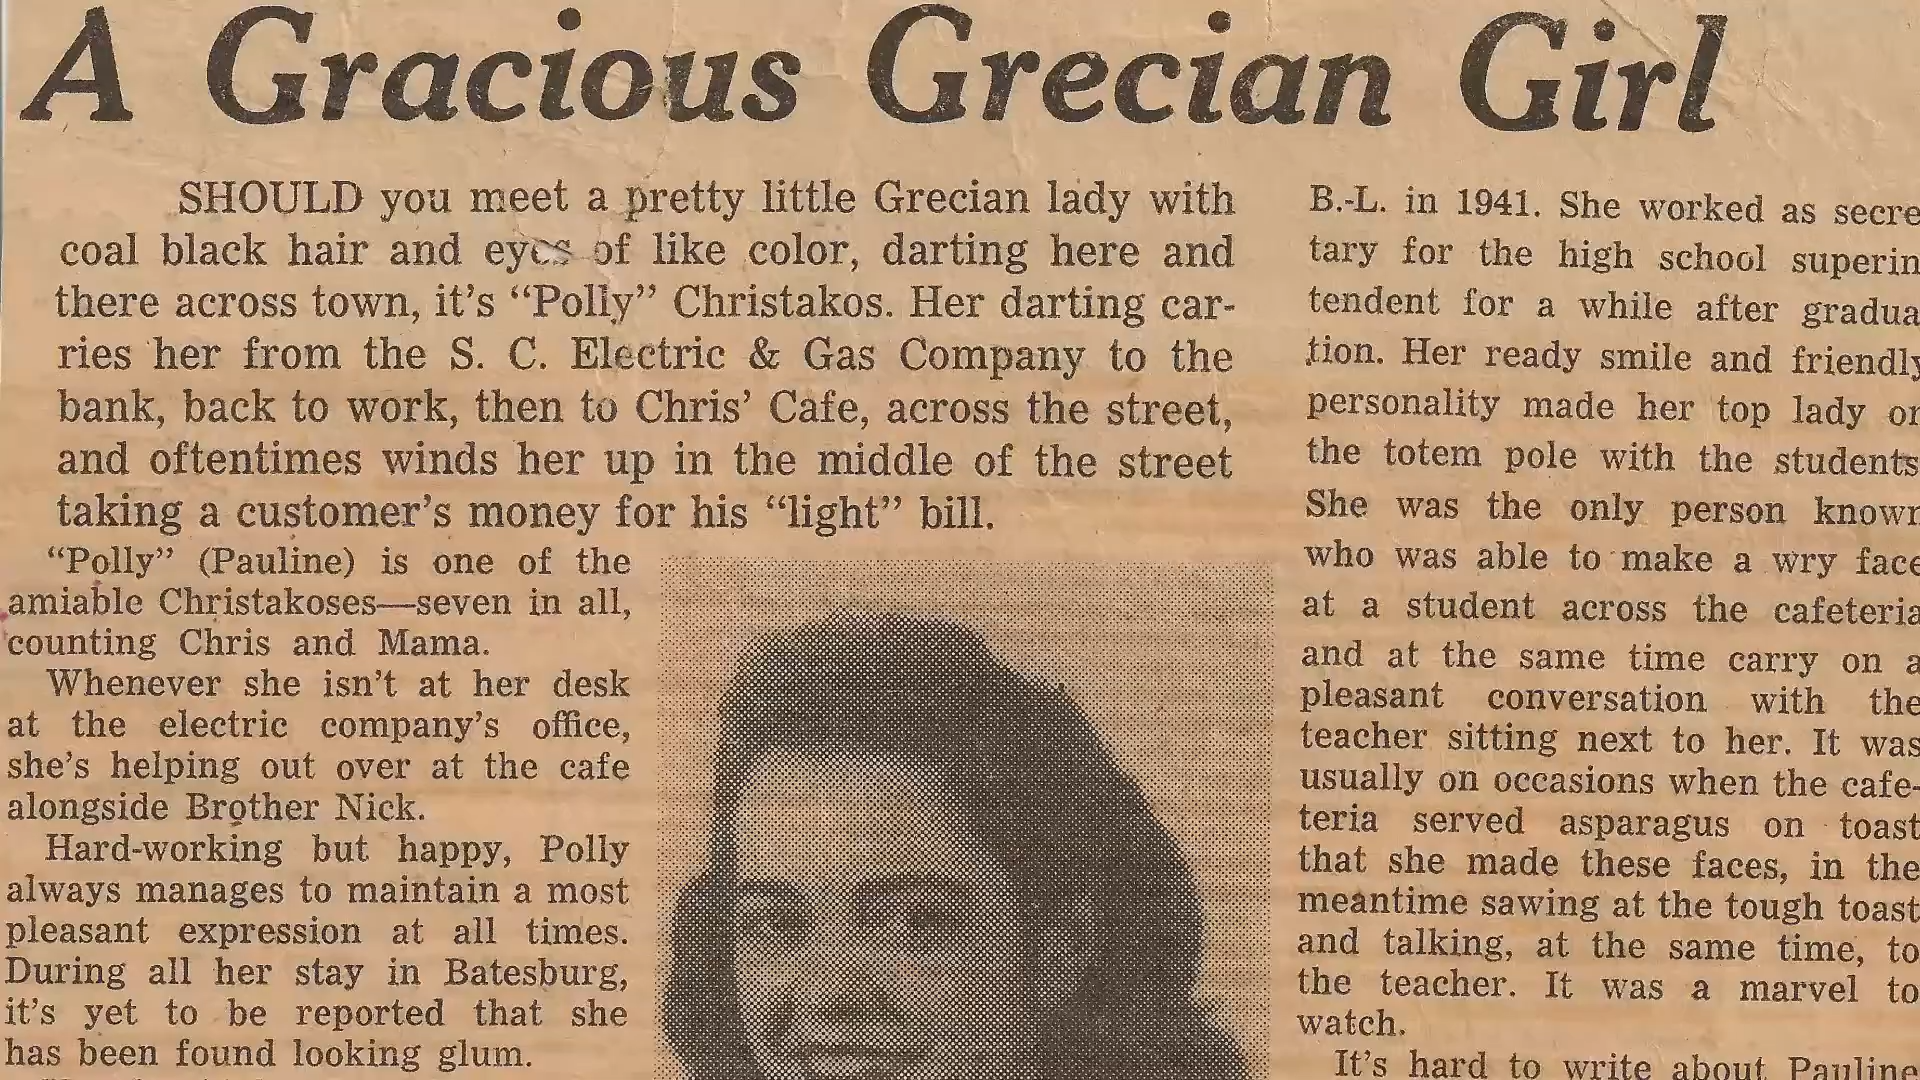 A Gracious Grecian Girl
SHOULD you meet a pretty little Grecian lady with
coal black hair and eyes of like color, darting here and
there across town, it's “Polly” Christakos. Her darting car-
ries her from the S. C. Electric & Gas Company to the
bank, back to work, then to Chris' Cafe, across the street,
and oftentimes winds her up in the middle of the street
taking a customer's money for his “light” bill.
“Polly” (Pauline) is one of the
amiable Christakoses—seven in all,
counting Chris and Mama.
Whenever she isn't at her desk
at the electric company's office,
she's helping out over at the cafe
alongside Brother Nick.
Hard-working but happy, Polly
always manages to maintain a most
pleasant expression at all times.
During all her stay in Batesburg,
it's yet to be reported that she
has been found looking glum.
B.-L. in 1941. She worked as secre
tary for the high school superin
tendent for a while after gradua
tion. Her ready smile and friendly
personality made her top lady on
the totem pole with the students
She was the only person known
who was able to make a wry face
at a student across the cafeteria
and at the same time carry on a
pleasant conversation with the
teacher sitting next to her. It was
usually on occasions when the cafe-
teria served asparagus on toast
that she made these faces, in the
meantime sawing at the tough toast
and talking, at the same time, to
the teacher. It was a marvel to
watch.
It's hard to write about Pauline